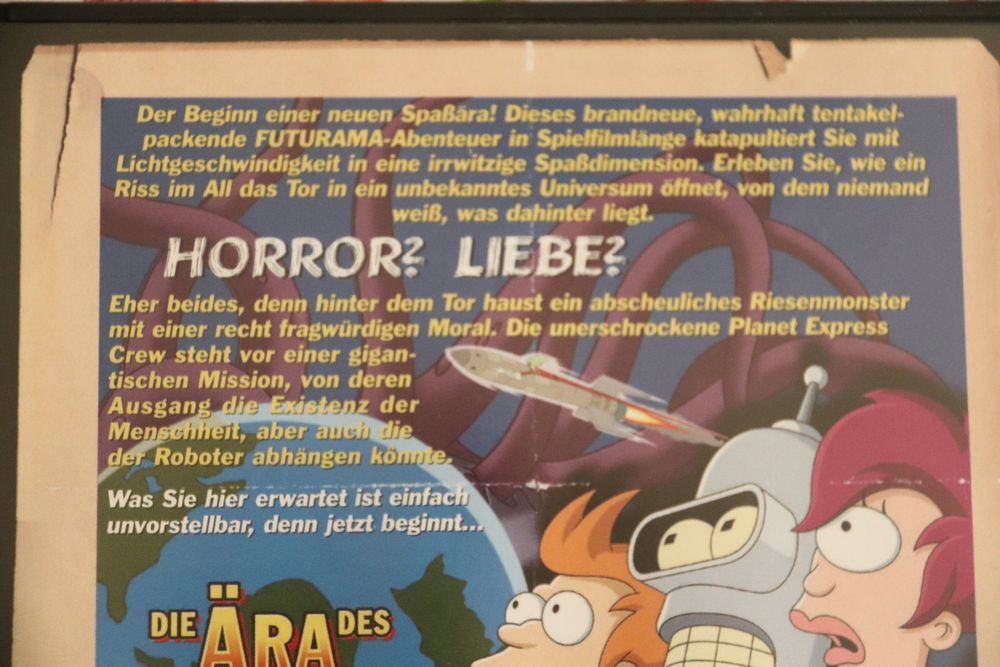 Der Beginn einer neuen Spaßära! Dieses brandneue, wahrhaft tentakel-
packende FUTURAMA-Abenteuer in Spielfilmlänge katapultiert Sie mit
Lichtgeschwindigkeit in eine irrwitzige Spaßdimension. Erleben Sie, wie ein
Riss im All das Tor in ein unbekanntes Universum öffnet, von dem niemand
weiß, was dahinter liegt.
HORROR? LIEBE?
Eher beides, denn hinter dem Tor haust ein abscheuliches Riesenmonster
mit einer recht fragwürdigen Moral. Die unerschrockene Planet Express
Crew steht vor einer gigan-
tischen Mission, von deren
Ausgang die Existenz der
Menschheit, aber auch die
der Roboter abhängen könnte.
Was Sie hier erwartet ist einfach
unvorstellbar, denn jetzt beginnt...
DIE ÄRA DES